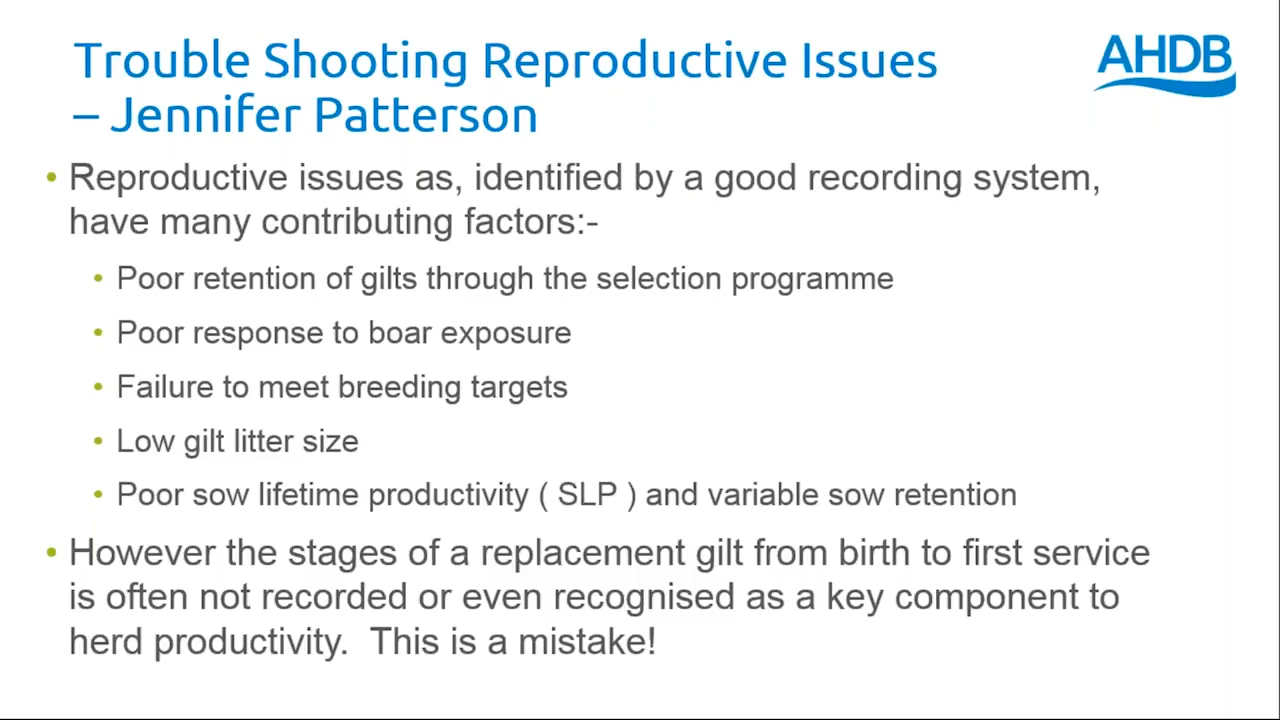 Trouble Shooting Reproductive Issues
– Jennifer Patterson
AHDB
• Reproductive issues as, identified by a good recording system,
have many contributing factors:-
• Poor retention of gilts through the selection programme
• Poor response to boar exposure
• Failure to meet breeding targets
• Low gilt litter size
• Poor sow lifetime productivity ( SLP ) and variable sow retention
• However the stages of a replacement gilt from birth to first service
is often not recorded or even recognised as a key component to
herd productivity.  This is a mistake!